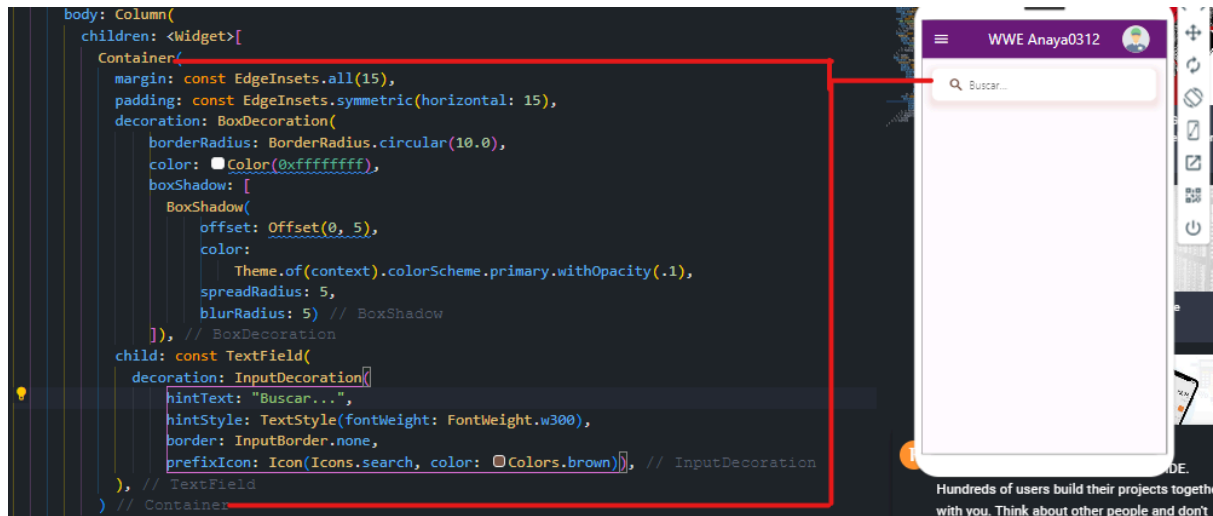 body: Column(
children: <Widget>[
Container(
margin: const EdgeInsets.all(15),
padding: const EdgeInsets.symmetric(horizontal: 15),
decoration: BoxDecoration(
borderRadius: BorderRadius.circular(10.0),
color: Color(0xffffffff),
boxShadow: [
BoxShadow(
offset: Offset(0, 5),
color:
Theme.of(context).colorScheme.primary.withOpacity(.1),
spreadRadius: 5,
blurRadius: 5) // BoxShadow
]), // BoxDecoration
child: const TextField(
decoration: InputDecoration(
hintText: "Buscar...",
hintStyle: TextStyle(fontWeight: FontWeight.w300),
border: InputBorder.none,
prefixIcon: Icon(Icons.search, color: Colors.brown)), // InputDecoration
), // TextField
) // Container
WWE Anaya0312
Buscar...
DE.
Hundreds of users build their projects togethe
with you. Think about other people and don't